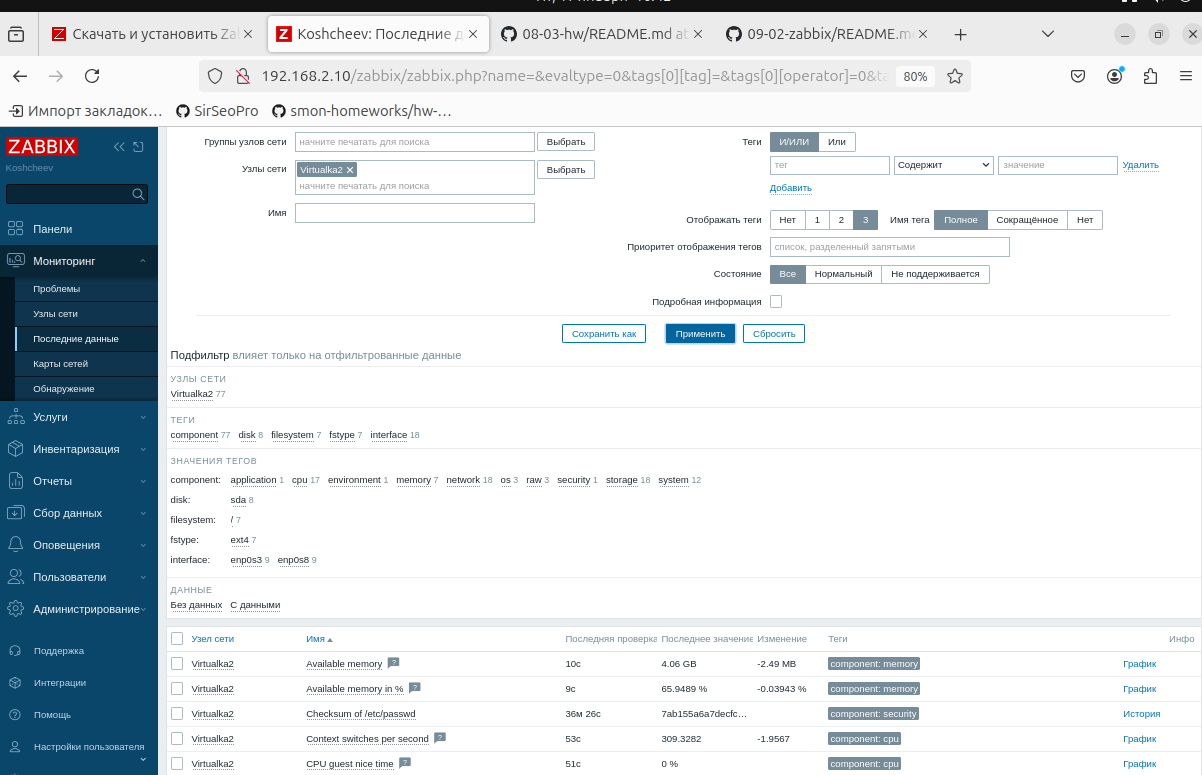 Скачать и установить Za
Koshcheev: Последние д
08-03-hw/README.md at
09-02-zabbix/README.m
192.168.2.10/zabbix/zabbix.php?name=&evaltype=0&tags[0][tag]=&tags[0][operator]=0&ta
80%
Импорт закладок…
SirSeoPro
smon-homeworks/hw-…
ZABBIX
Koshcheev
Панели
Мониторинг
Проблемы
Узлы сети
Последние данные
Карты сетей
Обнаружение
Услуги
Инвентаризация
Отчеты
Сбор данных
Оповещения
Пользователи
Администрирование
Поддержка
Интеграции
Помощь
Настройки пользователя
Группы узлов сети начните печатать для поиска Выбрать
Узлы сети Virtualka2 Выбрать
начните печатать для поиска
Имя
Теги И/ИЛИ Или
тег Содержит значение Удалить
Добавить
Отображать теги Нет 1 2 3 Имя тега Полное Сокращённое Нет
Приоритет отображения тегов список, разделенный запятыми
Состояние Все Нормальный Не поддерживается
Подробная информация
Сохранить как Применить Сбросить
Подфильтр влияет только на отфильтрованные данные
УЗЛЫ СЕТИ
Virtualka2 77
ТЕГИ
component 77 disk 8 filesystem 7 fstype 7 interface 18
ЗНАЧЕНИЯ ТЕГОВ
component: application 1 cpu 17 environment 1 memory 7 network 18 os 3 raw 3 security 1 storage 18 system 12
disk: sda 8
filesystem: / 7
fstype: ext4 7
interface: enp0s3 9 enp0s8 9
ДАННЫЕ
Без данных С данными
Узел сети Имя Последняя проверка Последнее значение Изменение Теги Инфо
Virtualka2 Available memory ? 10с 4.06 GB -2.49 MB component: memory График
Virtualka2 Available memory in % ? 9с 65.9489 % -0.03943 % component: memory График
Virtualka2 Checksum of /etc/passwd 36м 26с 7ab155a6a7decfc… component: security История
Virtualka2 Context switches per second ? 53с 309.3282 -1.9567 component: cpu График
Virtualka2 CPU guest nice time ? 51с 0 % component: cpu График